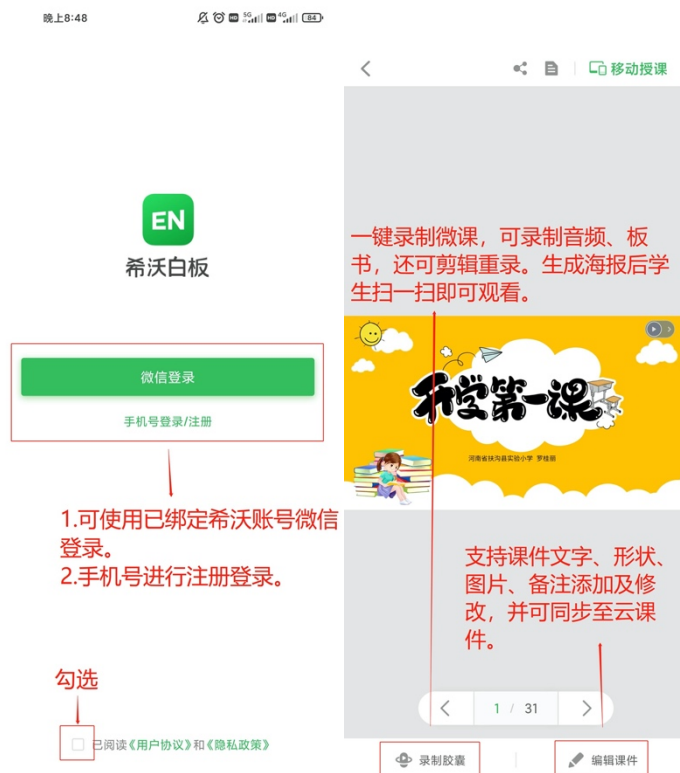 晚上8:48
HD 5G HD 4G 84
EN
希沃白板
微信登录
手机号登录/注册
1.可使用已绑定希沃账号微信
登录。
2.手机号进行注册登录。
勾选
已阅读《用户协议》和《隐私政策》
移动授课
一键录制微课，可录制音频、板
书，还可剪辑重录。生成海报后学
生扫一扫即可观看。
开学第一课
河南省扶沟县实验小学 罗桂丽
支持课件文字、形状、
图片、备注添加及修
改，并可同步至云课
件。
1 / 31
录制胶囊
编辑课件